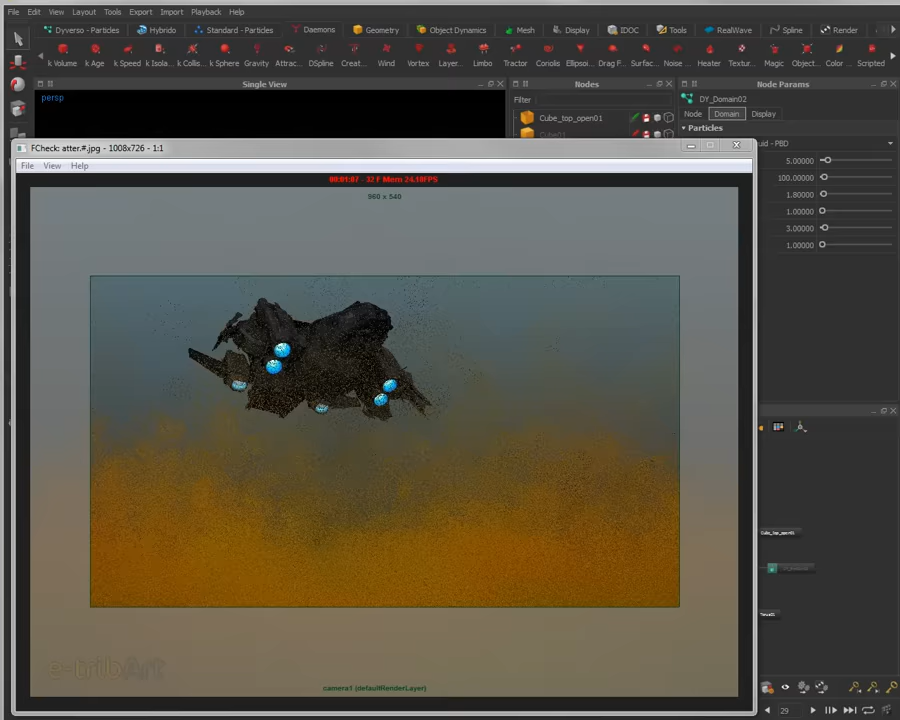 File Edit View Layout Tools Export Import Playback Help
Dyverso - Particles Hybrido Standard - Particles Daemons Geometry Object Dynamics Mesh Display IDOC Tools RealWave Spline Render
k Volume k Age k Speed k Isola... k Collis... k Sphere Gravity Attrac... DSpline Creat... Wind Vortex Layer... Limbo Tractor Coriolis Ellipsoi... Drag F... Surfac... Noise ... Heater Textur... Magic Object... Color ... Scripted
Single View
Nodes
Node Params
persp
Filter
DY_Domain02
Cube_top_open01
Node Domain Display
Cube01
Particles
FCheck: atter.#.jpg - 1008x726 - 1:1
uid - PBD
File View Help
5.00000
100.00000
1.80000
1.00000
3.00000
1.00000
00:01:07 - 32 F Mem 24.18FPS
960 x 540
Cube_top_open01
e-tribArt
camera1 (defaultRenderLayer)
29